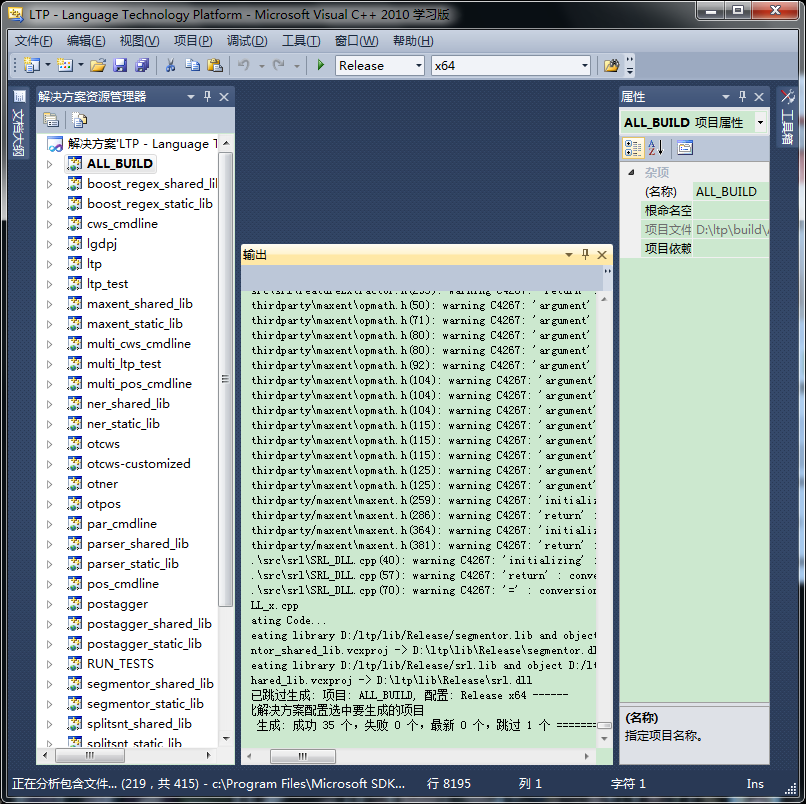 LTP - Language Technology Platform - Microsoft Visual C++ 2010 学习版
文件(F) 编辑(E) 视图(V) 项目(P) 调试(D) 工具(T) 窗口(W) 帮助(H)
Release x64
文档大纲
解决方案资源管理器
解决方案'LTP - Language T
ALL_BUILD
boost_regex_shared_li
boost_regex_static_lib
cws_cmdline
lgdpj
ltp
ltp_test
maxent_shared_lib
maxent_static_lib
multi_cws_cmdline
multi_ltp_test
multi_pos_cmdline
ner_shared_lib
ner_static_lib
otcws
otcws-customized
otner
otpos
par_cmdline
parser_shared_lib
parser_static_lib
pos_cmdline
postagger
postagger_shared_lib
postagger_static_lib
RUN_TESTS
segmentor_shared_lib
segmentor_static_lib
splitsnt_shared_lib
splitsnt_static_lib
输出
thirdparty\maxent\opmath.h(50): warning C4267: 'argument'
thirdparty\maxent\opmath.h(71): warning C4267: 'argument'
thirdparty\maxent\opmath.h(80): warning C4267: 'argument'
thirdparty\maxent\opmath.h(80): warning C4267: 'argument'
thirdparty\maxent\opmath.h(92): warning C4267: 'argument'
thirdparty\maxent\opmath.h(104): warning C4267: 'argument'
thirdparty\maxent\opmath.h(104): warning C4267: 'argument'
thirdparty\maxent\opmath.h(104): warning C4267: 'argument'
thirdparty\maxent\opmath.h(115): warning C4267: 'argument'
thirdparty\maxent\opmath.h(115): warning C4267: 'argument'
thirdparty\maxent\opmath.h(115): warning C4267: 'argument'
thirdparty\maxent\opmath.h(125): warning C4267: 'argument'
thirdparty\maxent\opmath.h(125): warning C4267: 'argument'
thirdparty/maxent/maxent.h(259): warning C4267: 'initiali
thirdparty/maxent/maxent.h(286): warning C4267: 'return' :
thirdparty/maxent/maxent.h(364): warning C4267: 'initiali
thirdparty/maxent/maxent.h(381): warning C4267: 'return' :
.\src\srl\SRL_DLL.cpp(40): warning C4267: 'initializing' :
.\src\srl\SRL_DLL.cpp(57): warning C4267: 'return' : conve
.\src\srl\SRL_DLL.cpp(70): warning C4267: '=' : conversion
LL_x.cpp
ating Code...
eating library D:/ltp/lib/Release/segmentor.lib and object
ntor_shared_lib.vcxproj -> D:\ltp\lib\Release\segmentor.dl
eating library D:/ltp/lib/Release/srl.lib and object D:/lt
hared_lib.vcxproj -> D:\ltp\lib\Release\srl.dll
已跳过生成: 项目: ALL_BUILD, 配置: Release x64 ------
解决方案配置选中要生成的项目
生成: 成功 35 个，失败 0 个，最新 0 个，跳过 1 个 =======
属性
ALL_BUILD 项目属性
杂项
(名称) ALL_BUILD
根命名空
项目文件 D:\ltp\build\
项目依赖
(名称)
指定项目名称。
工具箱
正在分析包含文件... (219，共 415) - c:\Program Files\Microsoft SDK... 行 8195 列 1 字符 1 Ins